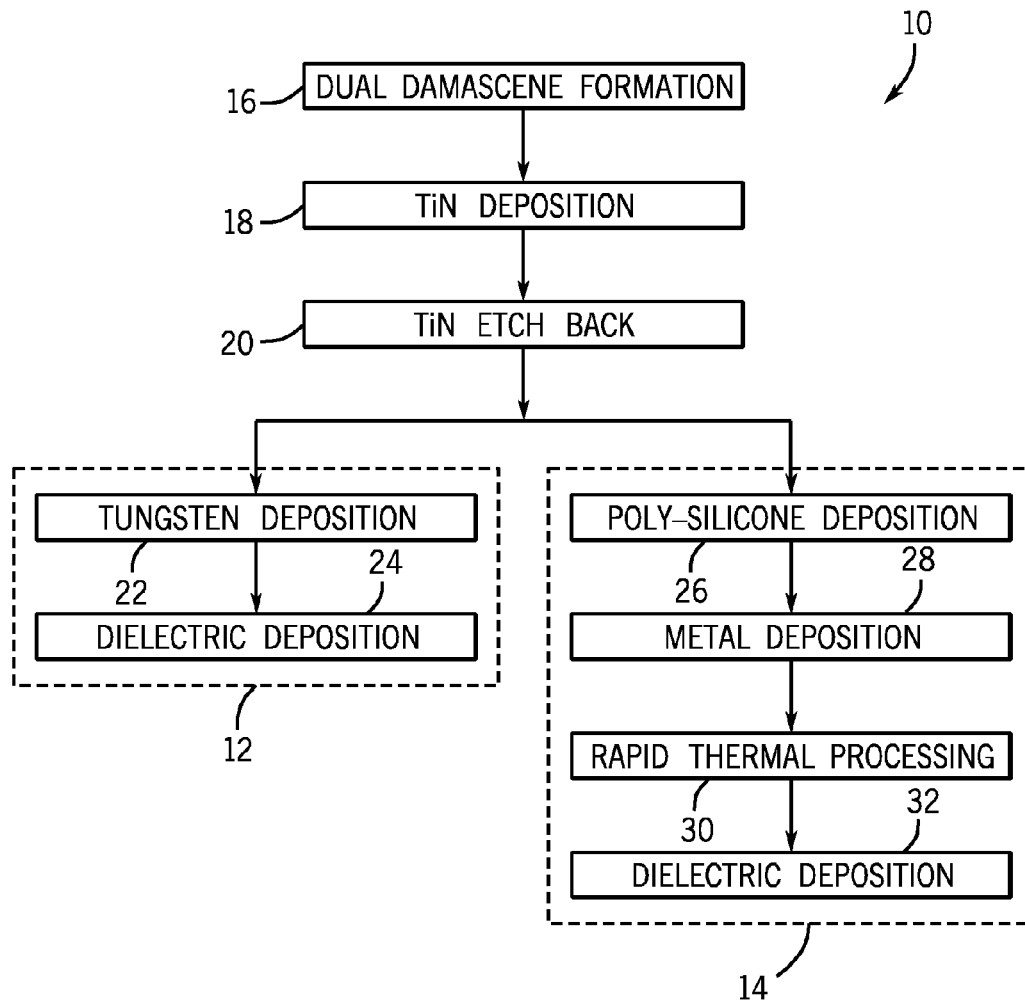 10
DUAL DAMASCENE FORMATION
16
TiN DEPOSITION
18
TiN ETCH BACK
20
TUNGSTEN DEPOSITION
22
24
DIELECTRIC DEPOSITION
12
POLY-SILICONE DEPOSITION
26
28
METAL DEPOSITION
RAPID THERMAL PROCESSING
30
32
DIELECTRIC DEPOSITION
14